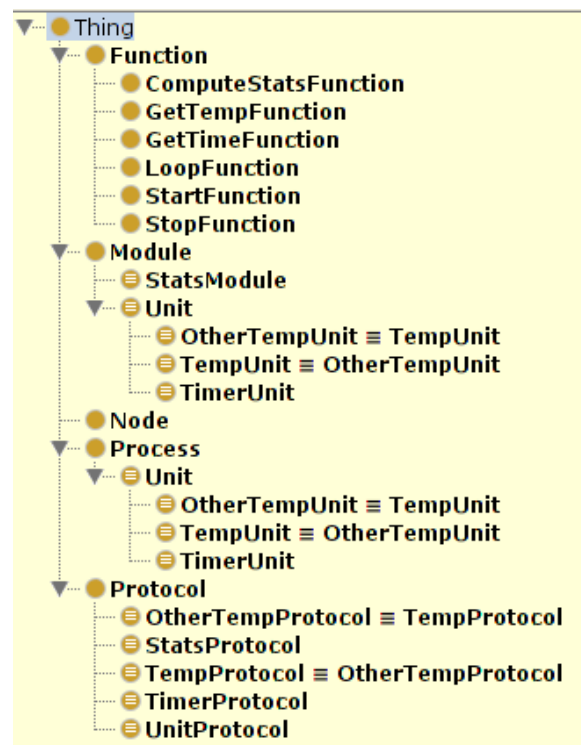 Thing
Function
ComputeStatsFunction
GetTempFunction
GetTimeFunction
LoopFunction
StartFunction
StopFunction
Module
StatsModule
Unit
OtherTempUnit ≡ TempUnit
TempUnit ≡ OtherTempUnit
TimerUnit
Node
Process
Unit
OtherTempUnit ≡ TempUnit
TempUnit ≡ OtherTempUnit
TimerUnit
Protocol
OtherTempProtocol ≡ TempProtocol
StatsProtocol
TempProtocol ≡ OtherTempProtocol
TimerProtocol
UnitProtocol